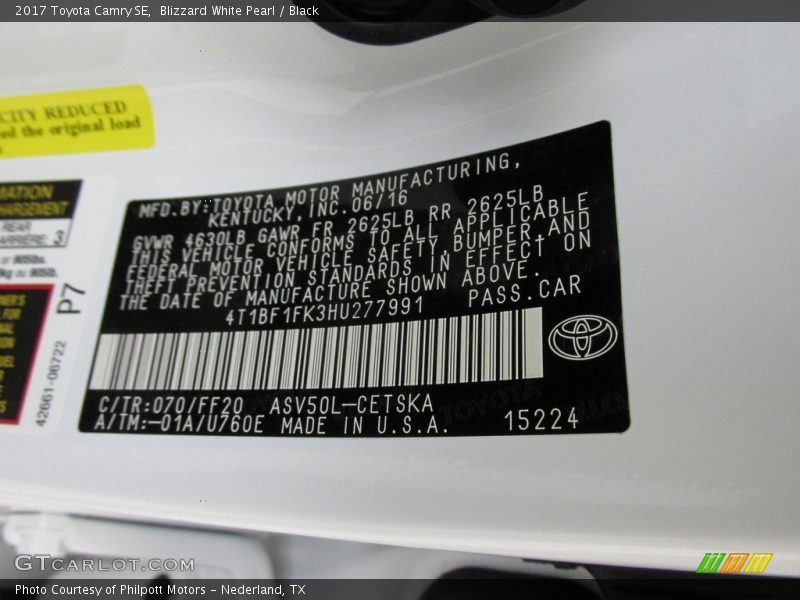 2017 Toyota Camry SE, Blizzard White Pearl / Black
CITY REDUCED
the original load
MFD.BY:TOYOTA MOTOR MANUFACTURING,
KENTUCKY,INC.06/16
GVWR 4630LB GAWR FR 2625LB RR 2625LB
THIS VEHICLE CONFORMS TO ALL APPLICABLE
FEDERAL MOTOR VEHICLE SAFETY, BUMPER, AND
THEFT PREVENTION STANDARDS IN EFFECT ON
THE DATE OF MANUFACTURE SHOWN ABOVE.
4T1BF1FK3HU277991 PASS.CAR
C/TR:070/FF20 ASV50L-CETSKA
A/TM:-01A/U760E MADE IN U.S.A. 15224
REAR
3
P7
42661-06722
GTCARLOT.COM
Photo Courtesy of Philpott Motors - Nederland, TX